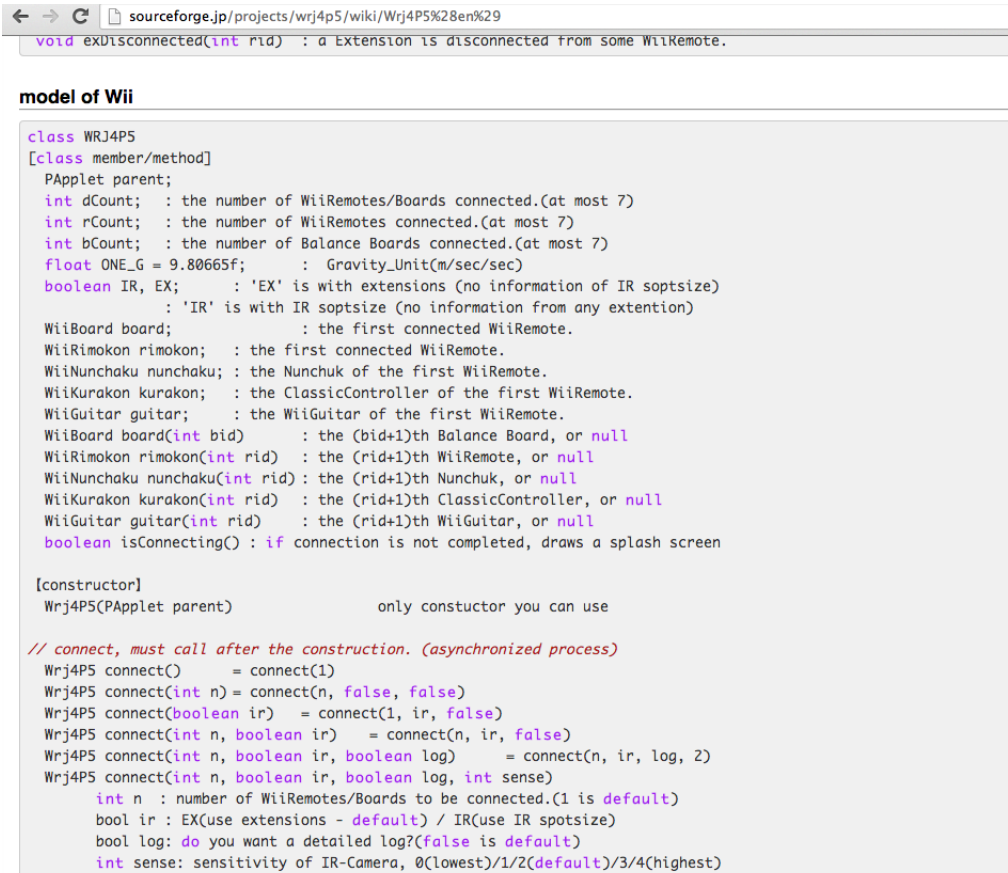 sourceforge.jp/projects/wrj4p5/wiki/Wrj4P5%28en%29
void exDisconnected(int rid)  : a Extension is disconnected from some WiiRemote.
model of Wii
class WRJ4P5
[class member/method]
PApplet parent;
int dCount;   : the number of WiiRemotes/Boards connected.(at most 7)
int rCount;   : the number of WiiRemotes connected.(at most 7)
int bCount;   : the number of Balance Boards connected.(at most 7)
float ONE_G = 9.80665f;       :  Gravity_Unit(m/sec/sec)
boolean IR, EX;      : 'EX' is with extensions (no information of IR soptsize)
: 'IR' is with IR soptsize (no information from any extention)
WiiBoard board;               : the first connected WiiRemote.
WiiRimokon rimokon;   : the first connected WiiRemote.
WiiNunchaku nunchaku; : the Nunchuk of the first WiiRemote.
WiiKurakon kurakon;   : the ClassicController of the first WiiRemote.
WiiGuitar guitar;     : the WiiGuitar of the first WiiRemote.
WiiBoard board(int bid)       : the (bid+1)th Balance Board, or null
WiiRimokon rimokon(int rid)   : the (rid+1)th WiiRemote, or null
WiiNunchaku nunchaku(int rid) : the (rid+1)th Nunchuk, or null
WiiKurakon kurakon(int rid)   : the (rid+1)th ClassicController, or null
WiiGuitar guitar(int rid)     : the (rid+1)th WiiGuitar, or null
boolean isConnecting() : if connection is not completed, draws a splash screen
【constructor】
Wrj4P5(PApplet parent)                 only constuctor you can use
// connect, must call after the construction. (asynchronized process)
Wrj4P5 connect()      = connect(1)
Wrj4P5 connect(int n) = connect(n, false, false)
Wrj4P5 connect(boolean ir)   = connect(1, ir, false)
Wrj4P5 connect(int n, boolean ir)    = connect(n, ir, false)
Wrj4P5 connect(int n, boolean ir, boolean log)      = connect(n, ir, log, 2)
Wrj4P5 connect(int n, boolean ir, boolean log, int sense)
int n  : number of WiiRemotes/Boards to be connected.(1 is default)
bool ir : EX(use extensions - default) / IR(use IR spotsize)
bool log: do you want a detailed log?(false is default)
int sense: sensitivity of IR-Camera, 0(lowest)/1/2(default)/3/4(highest)